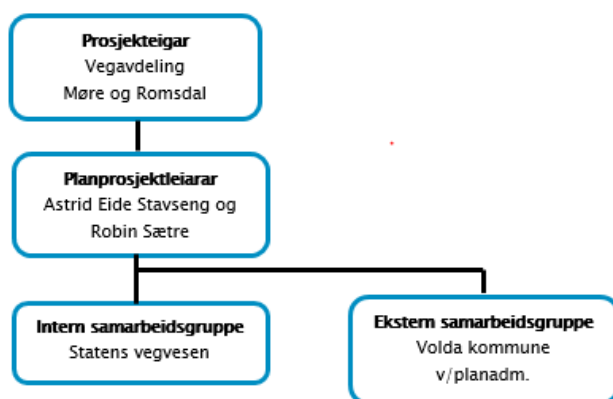 Prosjekteigar
Vegavdeling
Møre og Romsdal
Planprosjektleiarar
Astrid Eide Stavseng og
Robin Sætre
Intern samarbeidsgruppe
Statens vegvesen
Ekstern samarbeidsgruppe
Volda kommune
v/planadm.